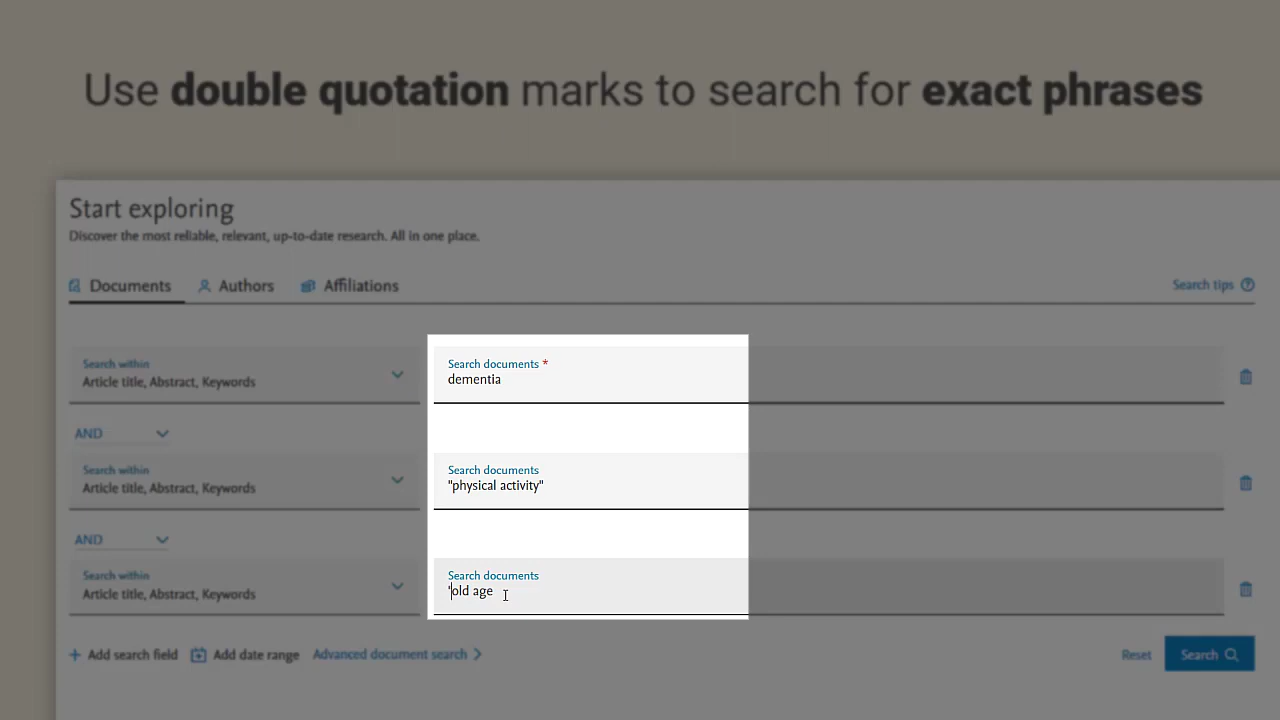 Use double quotation marks to search for exact phrases
Start exploring
Discover the most reliable, relevant, up-to-date research. All in one place.
Documents Authors Affiliations Search tips
Search within
Article title, Abstract, Keywords
Search documents *
dementia
AND
Search within
Article title, Abstract, Keywords
Search documents
"physical activity"
AND
Search within
Article title, Abstract, Keywords
Search documents
"old age
+ Add search field Add date range Advanced document search > Reset Search